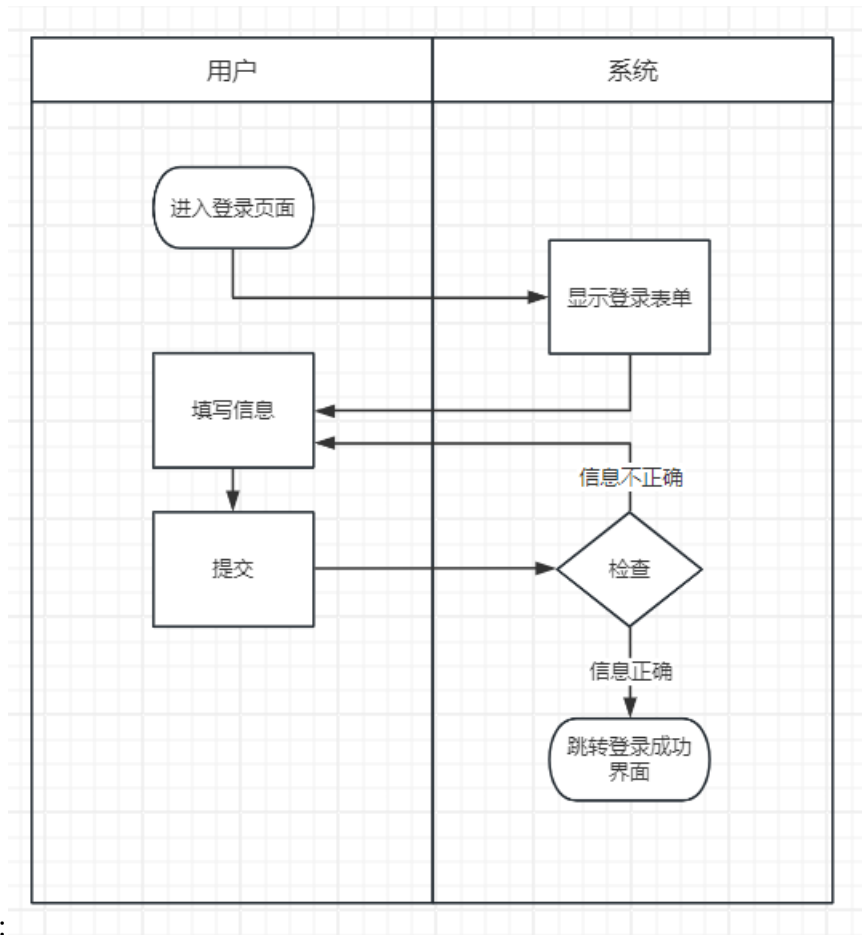 用户
系统
进入登录页面
显示登录表单
填写信息
信息不正确
提交
检查
信息正确
跳转登录成功
界面
: